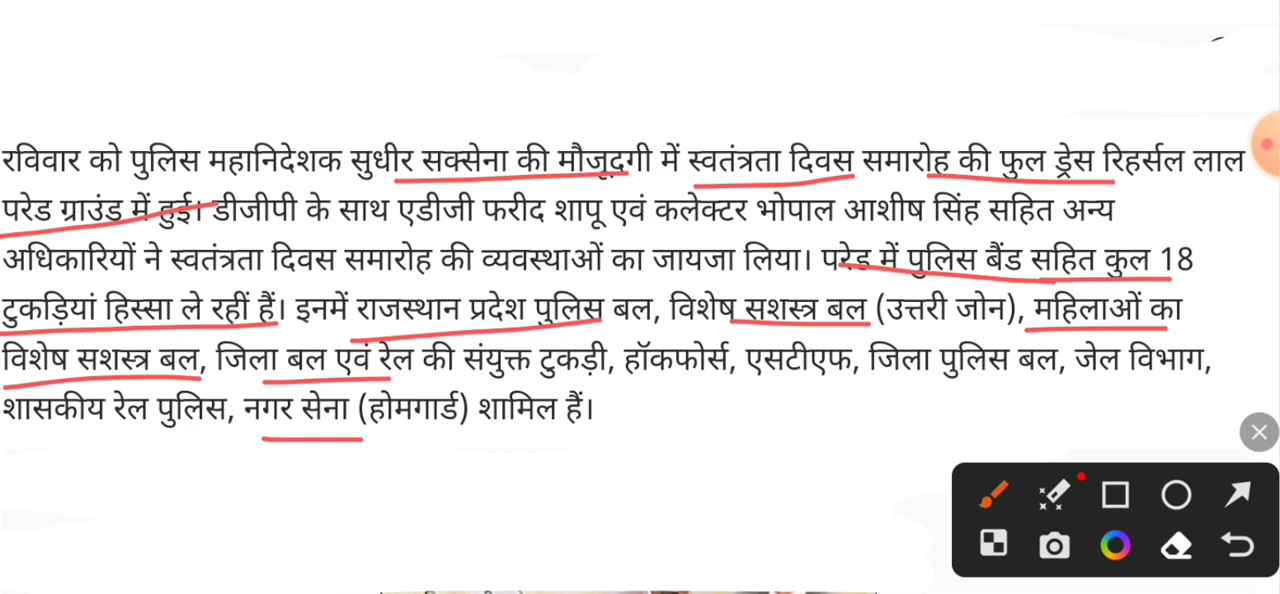 रविवार को पुलिस महानिदेशक सुधीर सक्सेना की मौजूदगी में स्वतंत्रता दिवस समारोह की फुल ड्रेस रिहर्सल लाल
परेड ग्राउंड में हुई। डीजीपी के साथ एडीजी फरीद शापू एवं कलेक्टर भोपाल आशीष सिंह सहित अन्य
अधिकारियों ने स्वतंत्रता दिवस समारोह की व्यवस्थाओं का जायजा लिया। परेड में पुलिस बैंड सहित कुल 18
टुकड़ियां हिस्सा ले रहीं हैं। इनमें राजस्थान प्रदेश पुलिस बल, विशेष सशस्त्र बल (उत्तरी जोन), महिलाओं का
विशेष सशस्त्र बल, जिला बल एवं रेल की संयुक्त टुकड़ी, हॉकफोर्स, एसटीएफ, जिला पुलिस बल, जेल विभाग,
शासकीय रेल पुलिस, नगर सेना (होमगार्ड) शामिल हैं।